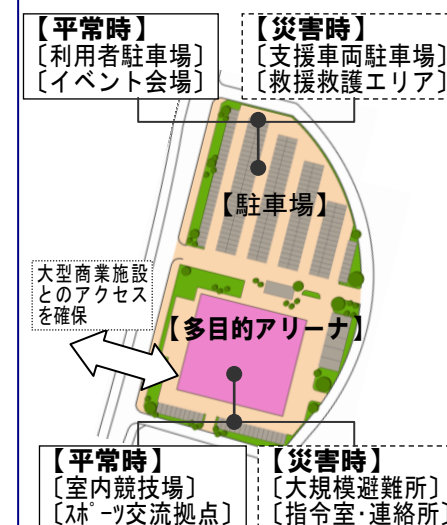 【平常時】
〔利用者駐車場〕
〔イベント会場〕
【災害時】
〔支援車両駐車場〕
〔救援救護エリア〕
【駐車場】
大型商業施設
とのアクセス
を確保
【多目的アリーナ】
【平常時】
〔室内競技場〕
〔ｽﾎﾟｰﾂ交流拠点〕
【災害時】
〔大規模避難所〕
〔指令室･連絡所〕